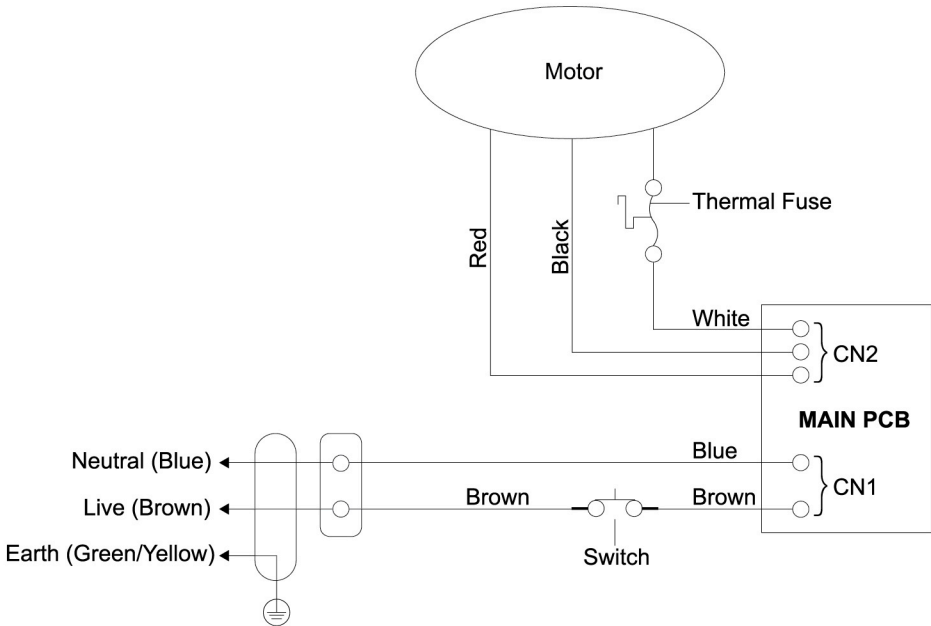 Motor
Thermal Fuse
Red
Black
White
CN2
MAIN PCB
Neutral (Blue)
Blue
Live (Brown)
Brown
Brown
CN1
Earth (Green/Yellow)
Switch